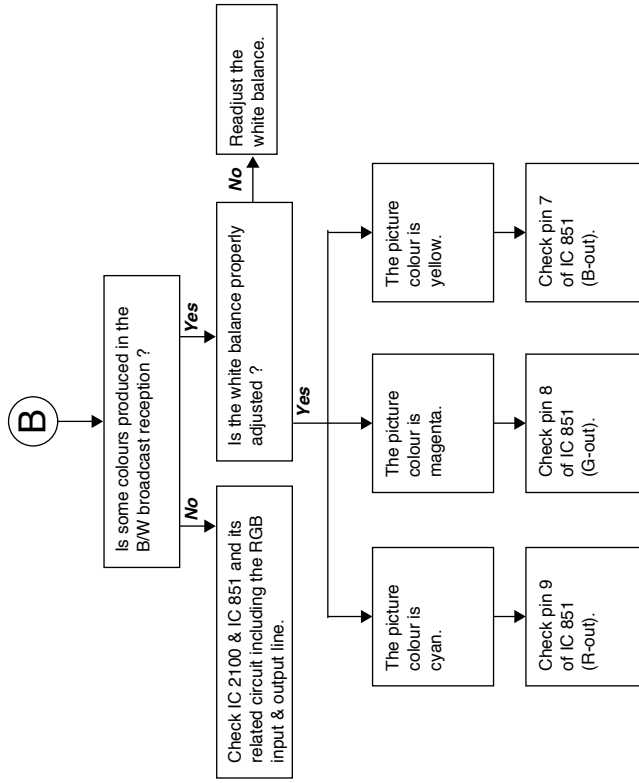 B
Is some colours produced in the
B/W broadcast reception ?
No
Yes
Check IC 2100 & IC 851 and its
related circuit including the RGB
input & output line.
Is the white balance properly
adjusted ?
No
Readjust the
white balance.
Yes
The picture
colour is
cyan.
The picture
colour is
magenta.
The picture
colour is
yellow.
Check pin 9
of IC 851
(R-out).
Check pin 8
of IC 851
(G-out).
Check pin 7
of IC 851
(B-out).